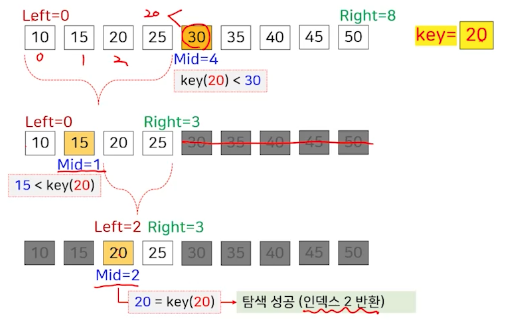 Left=0 20 Right=8
10 15 20 25 30 35 40 45 50 key= 20
0 1 2 Mid=4
key(20) < 30
Left=0 Right=3
10 15 20 25 30 35 40 45 50
Mid=1
15 < key(20)
Left=2 Right=3
10 15 20 25 30 35 40 45 50
Mid=2
20 = key(20) 탐색 성공 (인덱스 2 반환)